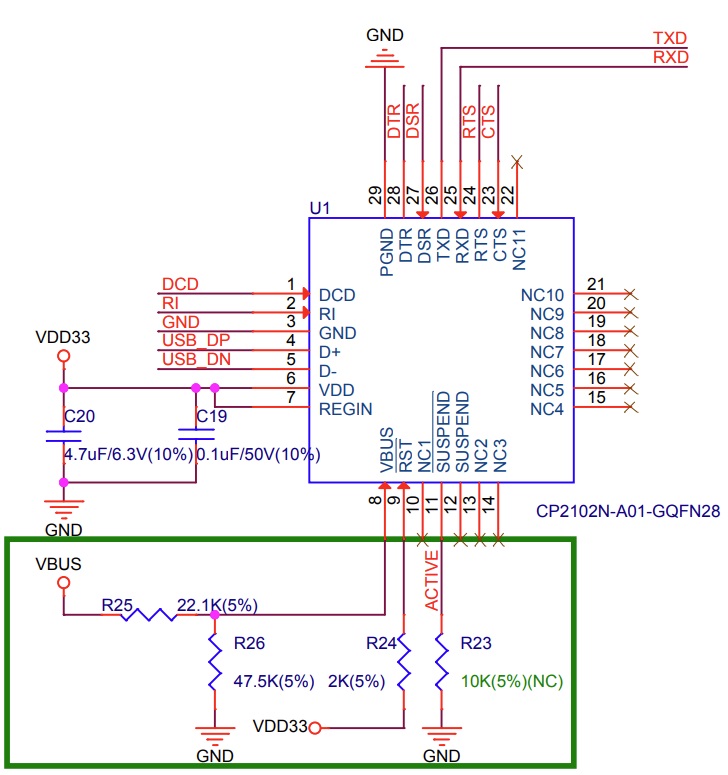 TXD
GND
RXD
DTR
DSR
RTS
CTS
29
28
27
26
25
24
23
22
U1
PGND
DTR
DSR
TXD
RXD
RTS
CTS
NC11
DCD 1 DCD
RI 2 RI
GND 3 GND
USB_DP 4 D+
USB_DN 5 D-
6 VDD
7 REGIN
NC10 21
NC9 20
NC8 19
NC7 18
NC6 17
NC5 16
NC4 15
VDD33
C20
4.7uF/6.3V(10%)
C19
0.1uF/50V(10%)
GND
VBUS
RST
NC1
SUSPEND
SUSPEND
NC2
NC3
8
9
10
11
12
13
14
CP2102N-A01-GQFN28
VBUS
R25 22.1K(5%)
ACTIVE
R26
47.5K(5%)
R24
2K(5%)
R23
10K(5%)(NC)
VDD33
GND
GND